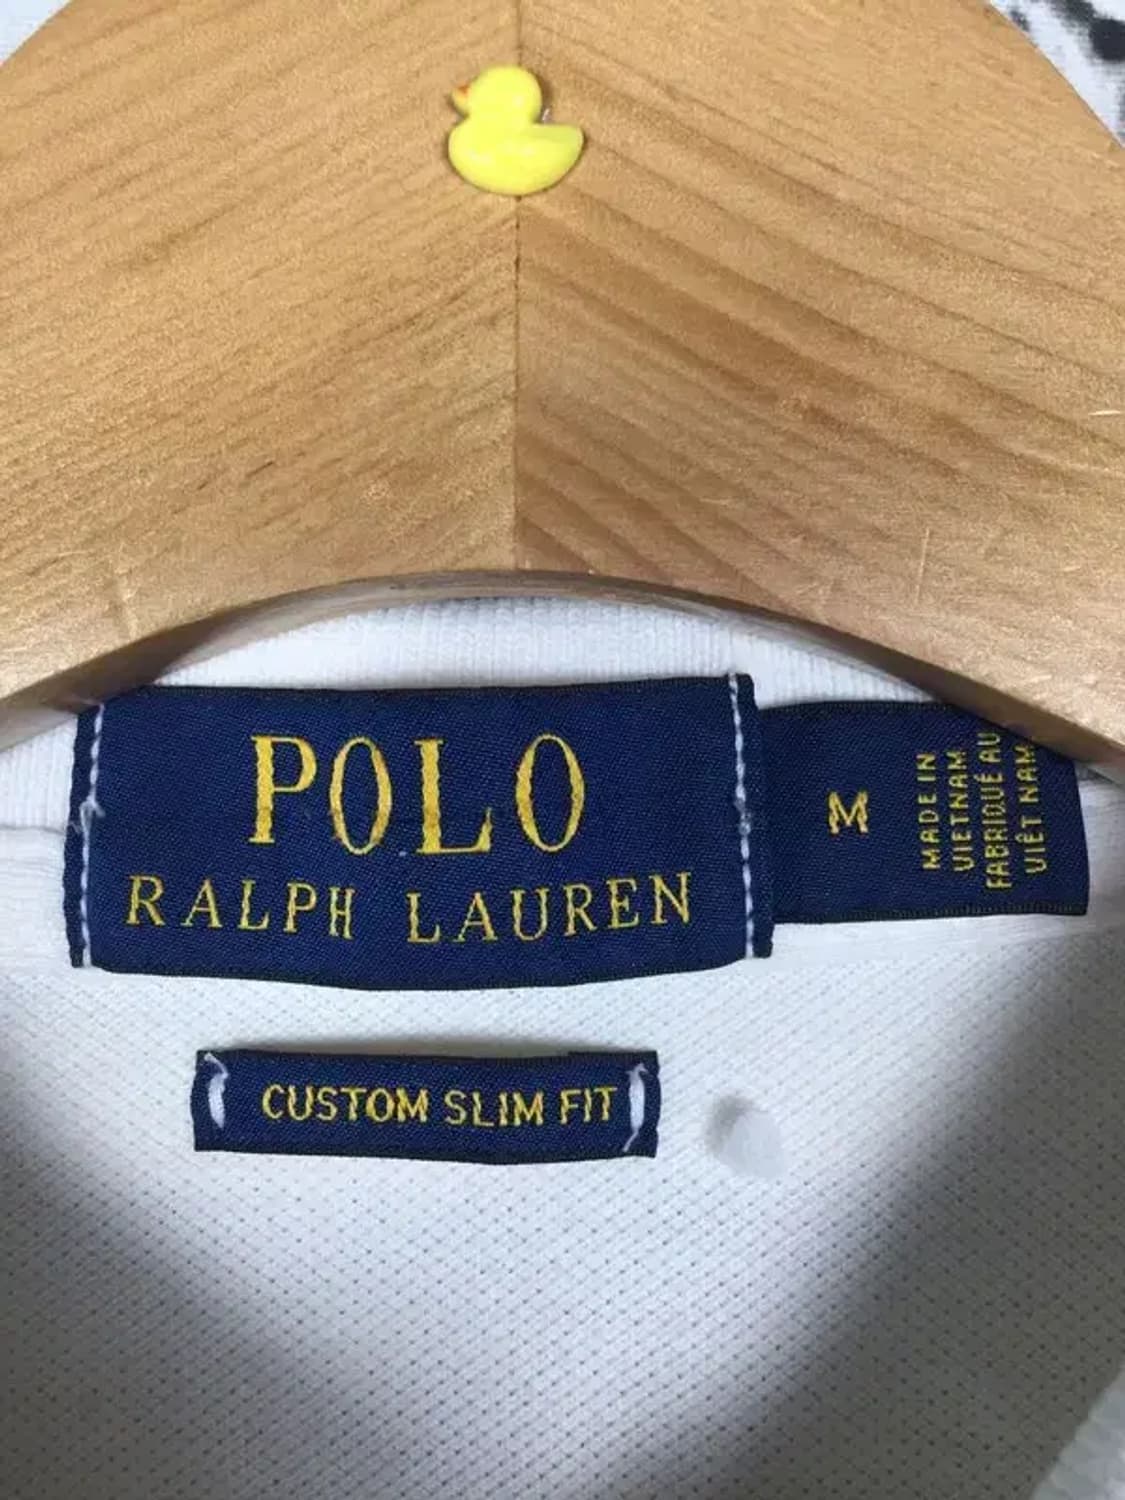 POLO
RALPH LAUREN
M
MADE IN
VIETNAM
FABRIQUÉ AU
VIÊT NAM
CUSTOM SLIM FIT